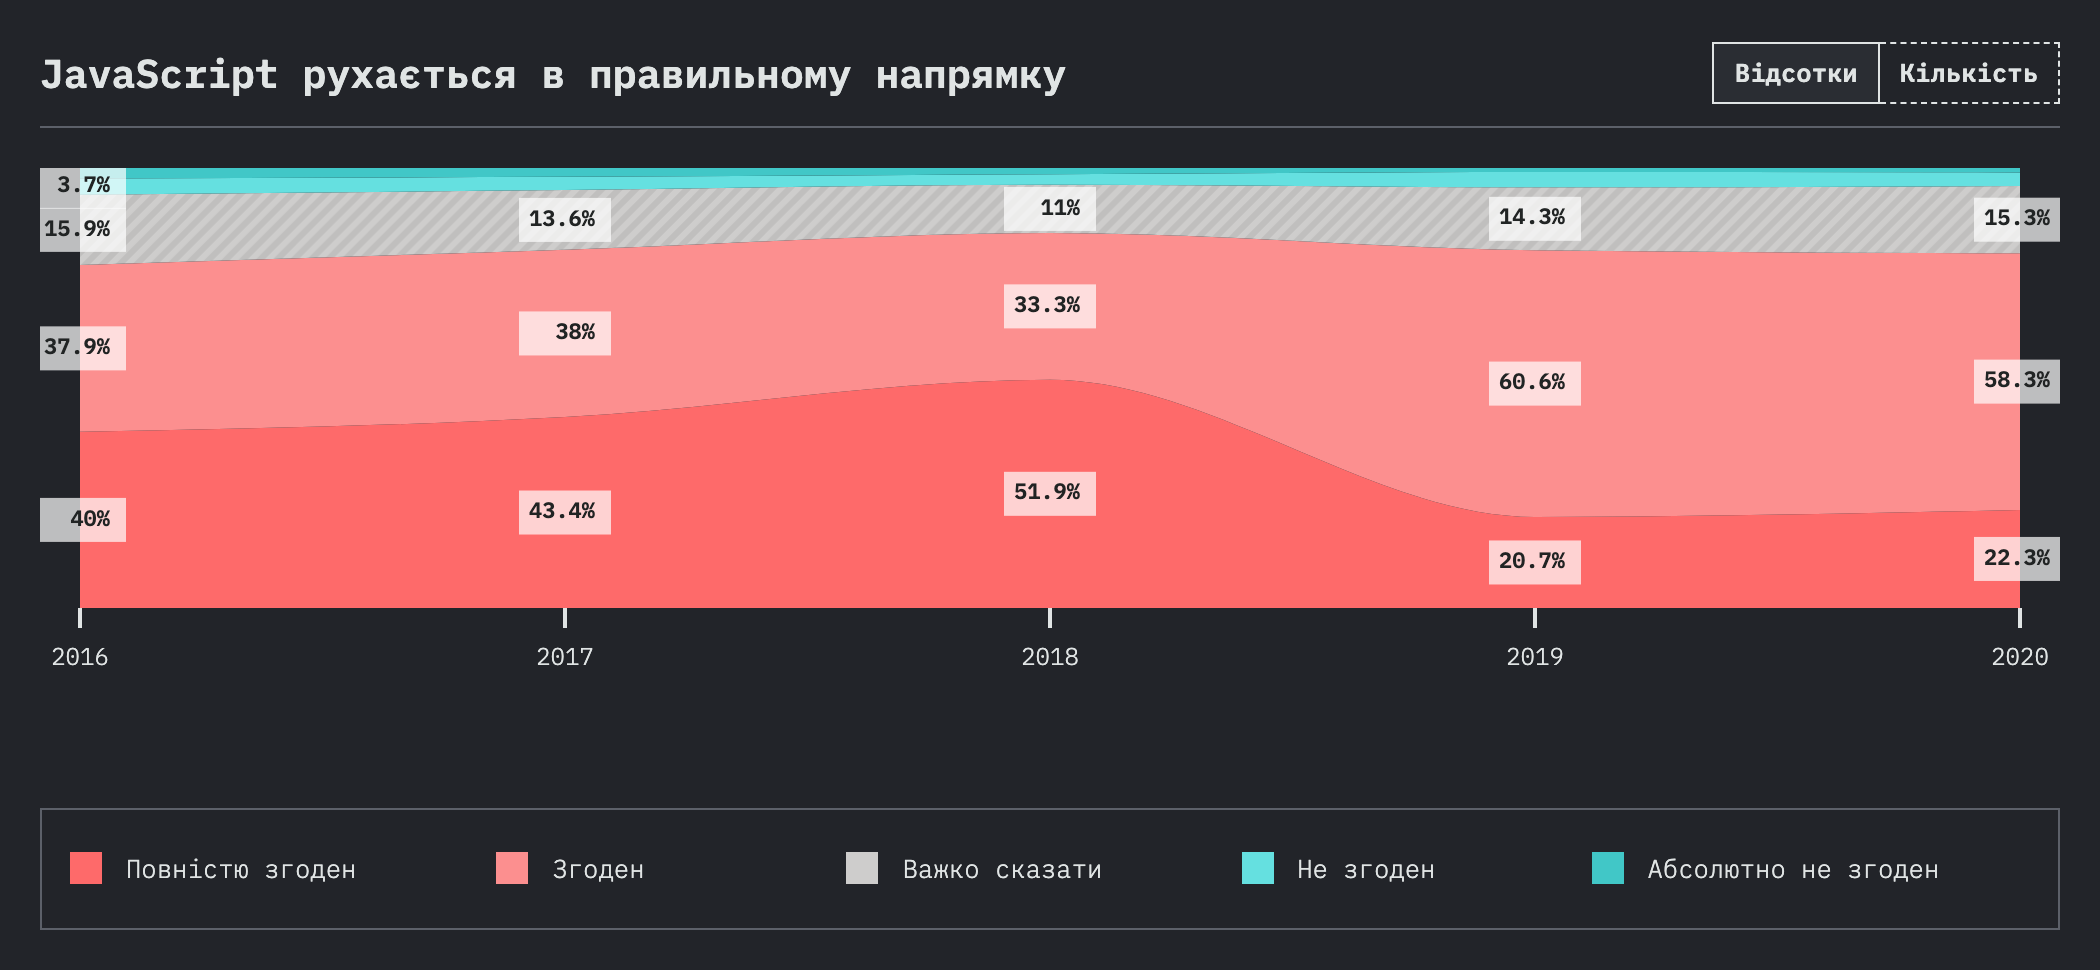 JavaScript рухається в правильному напрямку
Відсотки Кількість
3.7%
15.9% 13.6% 11% 14.3% 15.3%
37.9% 38% 33.3% 60.6% 58.3%
40% 43.4% 51.9% 20.7% 22.3%
2016 2017 2018 2019 2020
Повністю згоден Згоден Важко сказати Не згоден Абсолютно не згоден